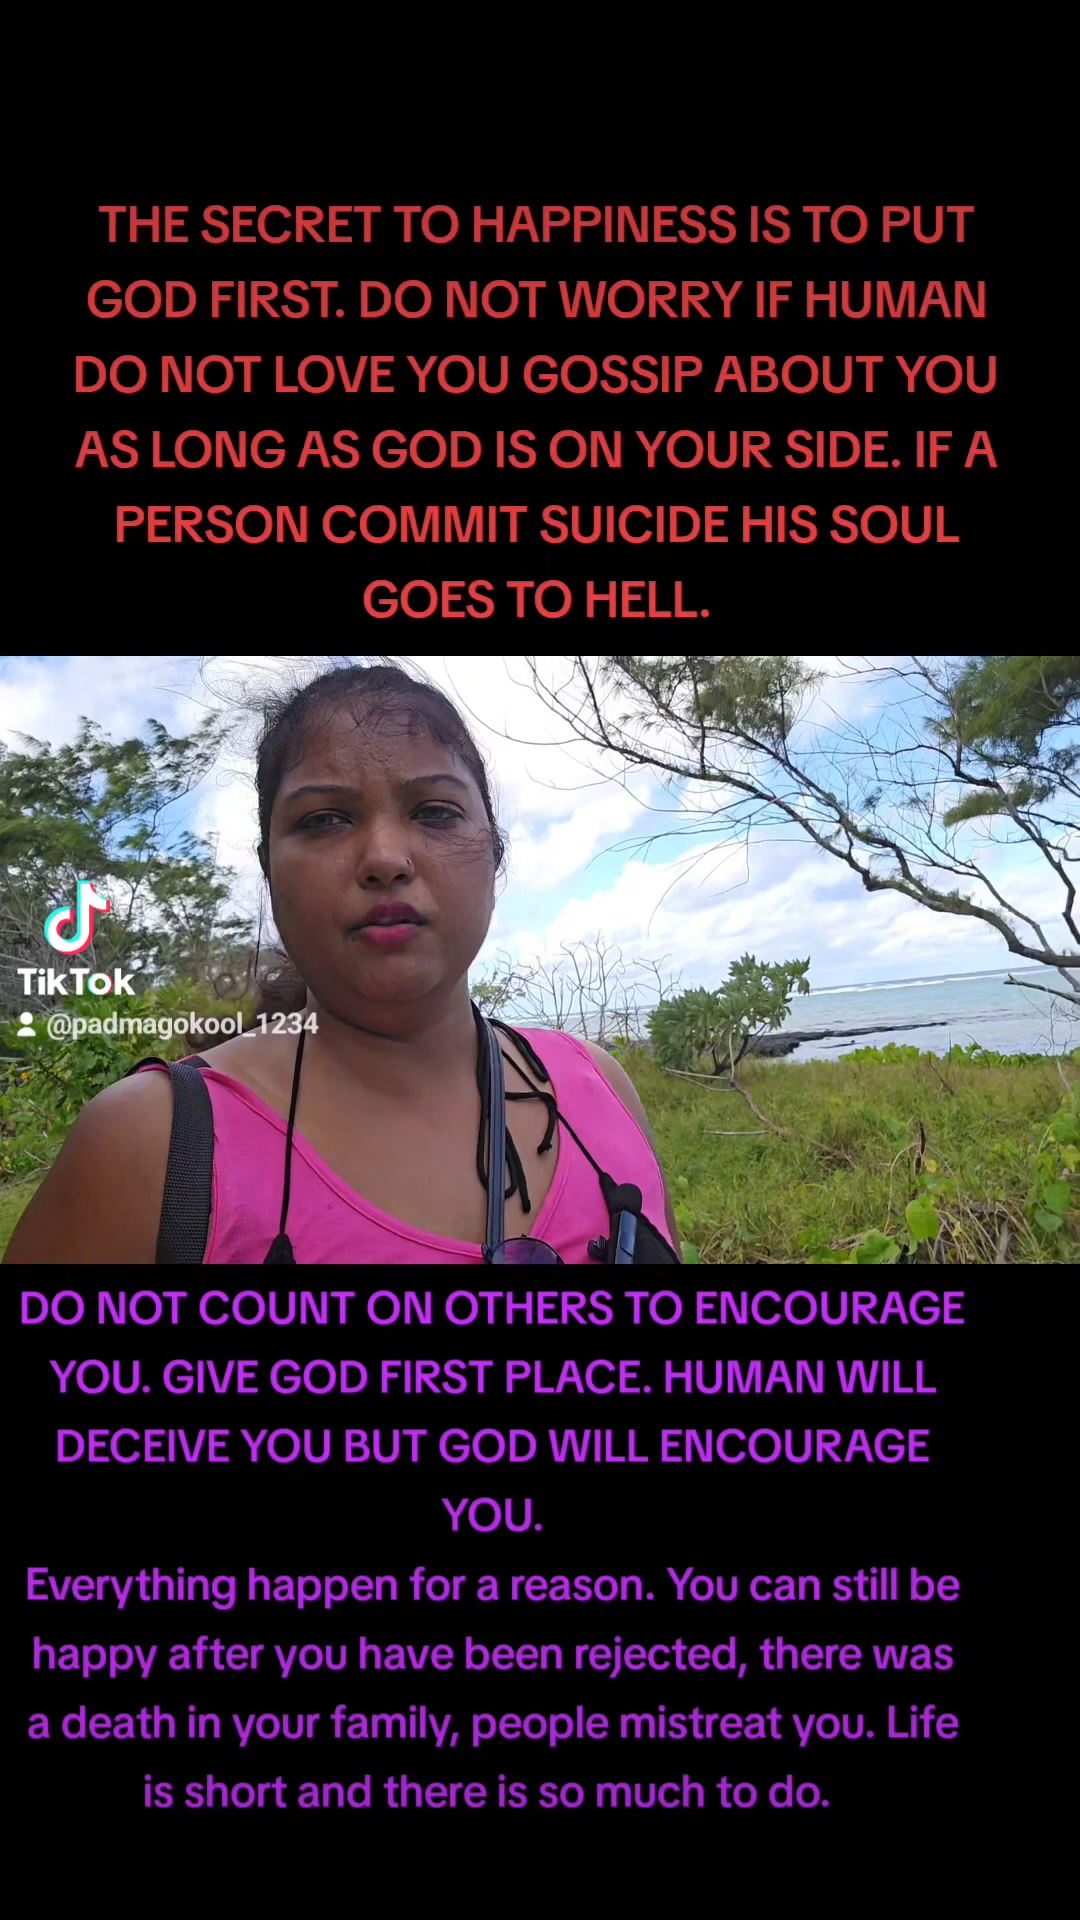 THE SECRET TO HAPPINESS IS TO PUT
GOD FIRST. DO NOT WORRY IF HUMAN
DO NOT LOVE YOU GOSSIP ABOUT YOU
AS LONG AS GOD IS ON YOUR SIDE. IF A
PERSON COMMIT SUICIDE HIS SOUL
GOES TO HELL.
TikTok
@padmagokool_1234
DO NOT COUNT ON OTHERS TO ENCOURAGE
YOU. GIVE GOD FIRST PLACE. HUMAN WILL
DECEIVE YOU BUT GOD WILL ENCOURAGE
YOU.
Everything happen for a reason. You can still be
happy after you have been rejected, there was
a death in your family, people mistreat you. Life
is short and there is so much to do.